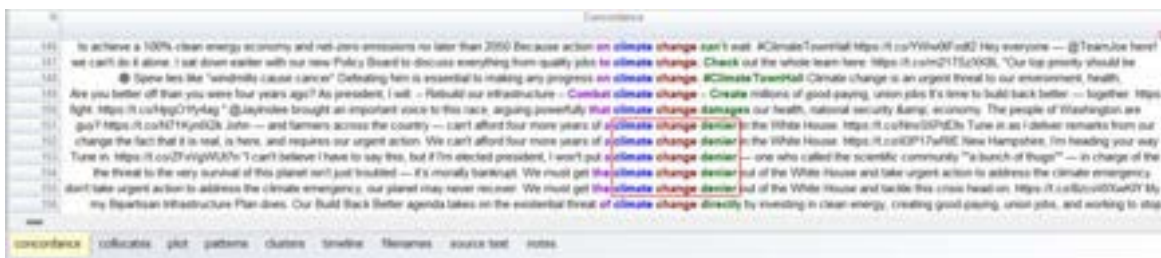 N Concordance
to achieve a 100% clean energy economy and net-zero emissions no later than 2050 Because action on climate change can't wait. #ClimateTownHall Hey everyone — @TeamJoe here!
we can't do it alone. I sat down earlier with our new Policy Board to discuss everything from quality jobs to climate change. Check out the whole team here: "Our top priority should be
Spew lies like "windmills cause cancer" Defeating him is essential to making any progress on climate change. #ClimateTownHall Climate change is an urgent threat to our environment, health,
Are you better off than you were four years ago? As president, I will: - Rebuild our infrastructure - Combat climate change - Create millions of good-paying, union jobs It's time to build back better — together.
fight. @JayInslee brought an important voice to this race, arguing powerfully that climate change damages our health, national security &amp; economy. The people of Washington are
guy? John — and farmers across the country — can't afford four more years of a climate change denier in the White House. Tune in as I deliver remarks from our
change the fact that it is real, is here, and requires our urgent action. We can't afford four more years of a climate change denier in the White House. New Hampshire, I'm heading your way
Tune in: "I can't believe I have to say this, but if I'm elected president, I won't put a climate change denier — one who called the scientific community ""a bunch of thugs"" — in charge of the
the threat to the very survival of this planet isn't just troubled — it's morally bankrupt. We must get the climate change denier out of the White House and take urgent action to address the climate emergency.
don't take urgent action to address the climate emergency, our planet may never recover. We must get the climate change denier out of the White House and tackle this crisis head-on. My
my Bipartisan Infrastructure Plan does. Our Build Back Better agenda takes on the existential threat of climate change directly by investing in clean energy, creating good-paying, union jobs, and working to stop
concordance collocates plot patterns clusters timeline filenames source text notes